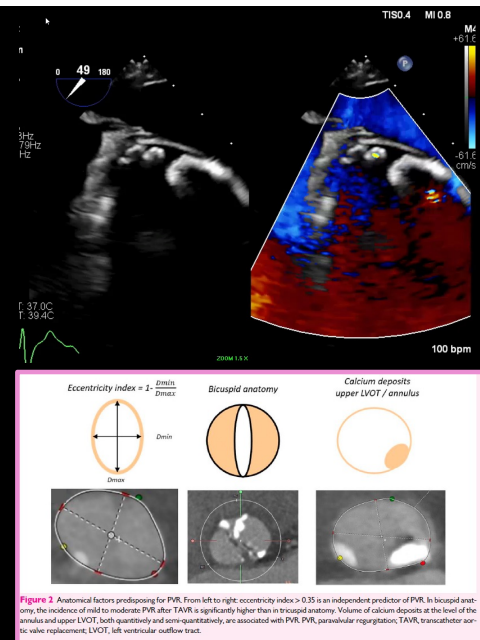 TIS0.4 MI 0.8
M4
+61.6
0 49 180
P
79Hz
Hz
-61.6
cm/s
T: 37.0C
T: 39.4C
ZOOM 1.5 X
100 bpm
Eccentricity index = 1- Dmin
Dmax
Bicuspid anatomy
Calcium deposits
upper LVOT / annulus
Dmin
Dmax
Figure 2 Anatomical factors predisposing for PVR. From left to right: eccentricity index > 0.35 is an independent predictor of PVR. In bicuspid anat-
omy, the incidence of mild to moderate PVR after TAVR is significantly higher than in tricuspid anatomy. Volume of calcium deposits at the level of the
annulus and upper LVOT, both quantitively and semi-quantitatively, are associated with PVR. PVR, paravalvular regurgitation; TAVR, transcatheter aor-
tic valve replacement; LVOT, left ventricular outflow tract.